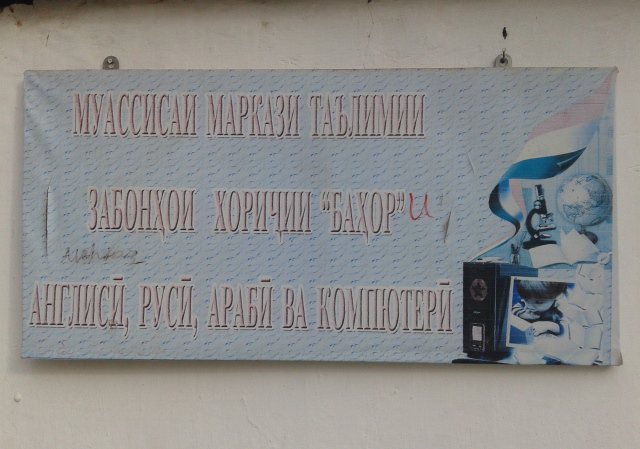 МУАССИСАИ МАРКАЗИ ТАЪЛИМИИ
ЗАБОНҲОИ ХОРИҶИИ "БАҲОР"и
АНГЛИСӢ, РУСӢ, АРАБӢ ВА КОМПЮТЕРӢ